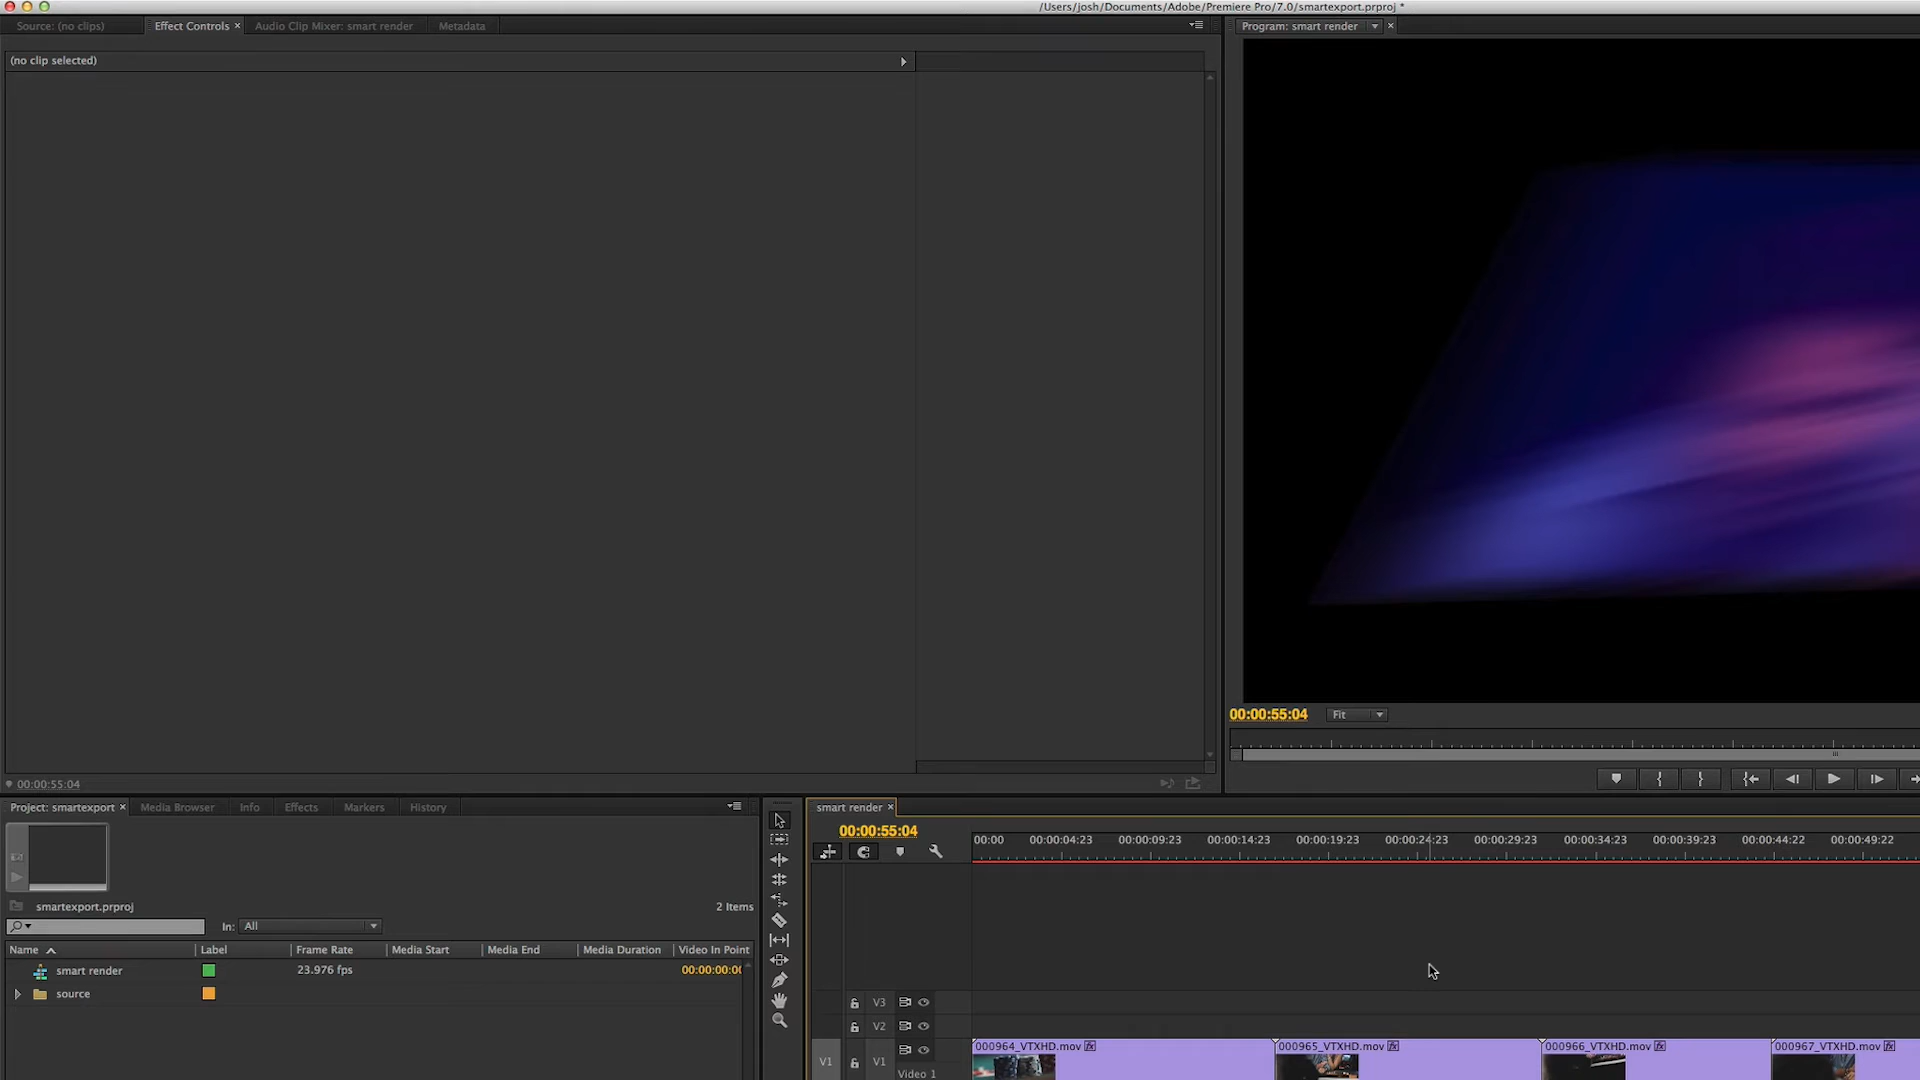 /Users/josh/Documents/Adobe/Premiere Pro/7.0/smartexport.prproj *
Source: (no clips) Effect Controls × Audio Clip Mixer: smart render Metadata
Program: smart render ×
(no clip selected)
00:00:55:04 Fit
00:00:55:04
Project: smartexport × Media Browser Info Effects Markers History
smart render ×
00:00:55:04
00:00 00:00:04:23 00:00:09:23 00:00:14:23 00:00:19:23 00:00:24:23 00:00:29:23 00:00:34:23 00:00:39:23 00:00:44:22 00:00:49:22
smartexport.prproj 2 Items
In: All
Name Label Frame Rate Media Start Media End Media Duration Video In Point
smart render 23.976 fps 00:00:00:0
source
V3
V2
000964_VTXHD.mov fx 000965_VTXHD.mov fx 000966_VTXHD.mov fx 000967_VTXHD.mov fx
V1 V1
Video 1